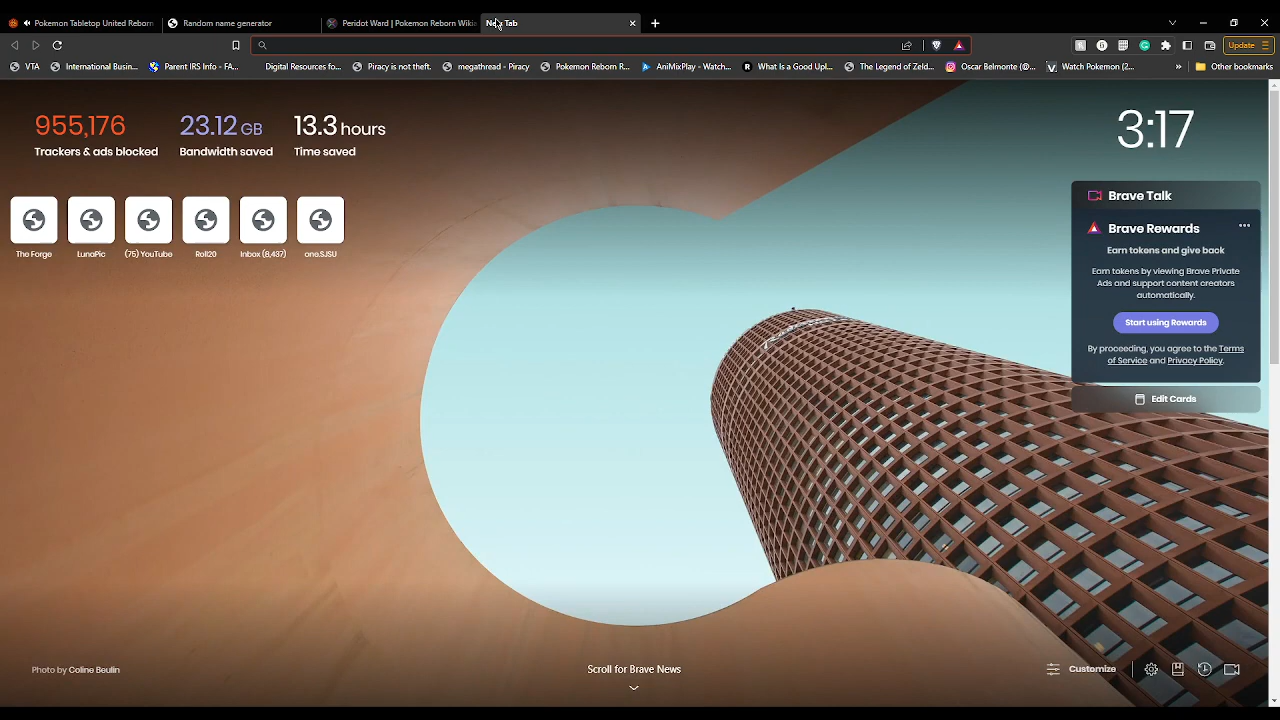 Pokemon Tabletop United Reborn
Random name generator
Peridot Ward | Pokemon Reborn Wikia
New Tab
Update
VTA
International Busin...
Parent IRS Info - FA...
Digital Resources fo...
Piracy is not theft.
megathread - Piracy
Pokemon Reborn R...
AniMixPlay - Watch...
What Is a Good Upl...
The Legend of Zeld...
Oscar Belmonte (@...
Watch Pokemon (2...
»
Other bookmarks
955,176
Trackers & ads blocked
23.12 GB
Bandwidth saved
13.3 hours
Time saved
3:17
The Forge
LunaPic
(75) YouTube
Roll20
Inbox (8,437)
one.SJSU
Brave Talk
Brave Rewards
Earn tokens and give back
Earn tokens by viewing Brave Private
Ads and support content creators
automatically.
Start using Rewards
By proceeding, you agree to the Terms
of Service and Privacy Policy.
Edit Cards
Photo by Coline Beulin
Scroll for Brave News
Customize